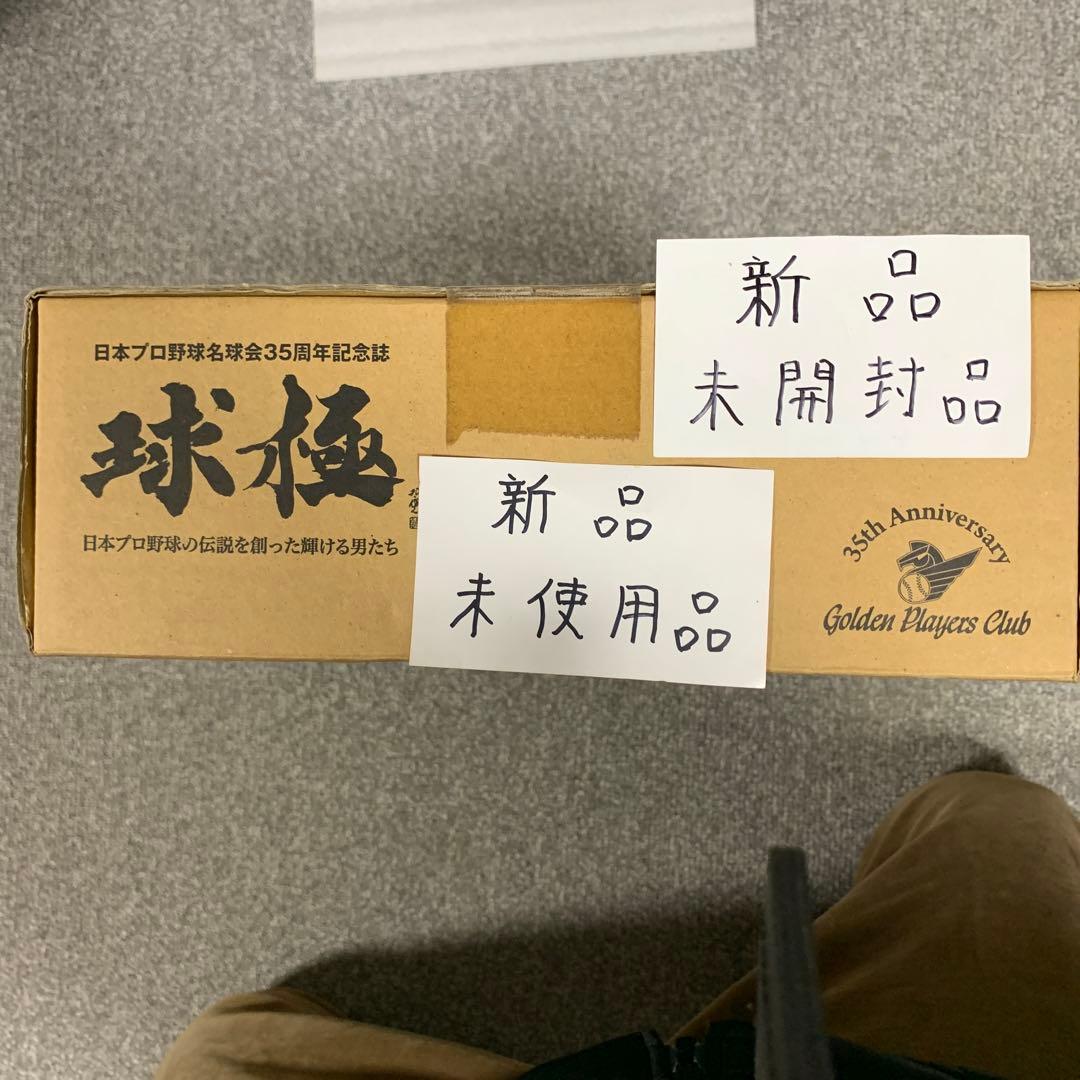 日本プロ野球名球会35周年記念誌
球極
日本プロ野球の伝説を創った輝ける男たち
新品
未開封品
新品
未使用品
35th Anniversary
Golden Players Club